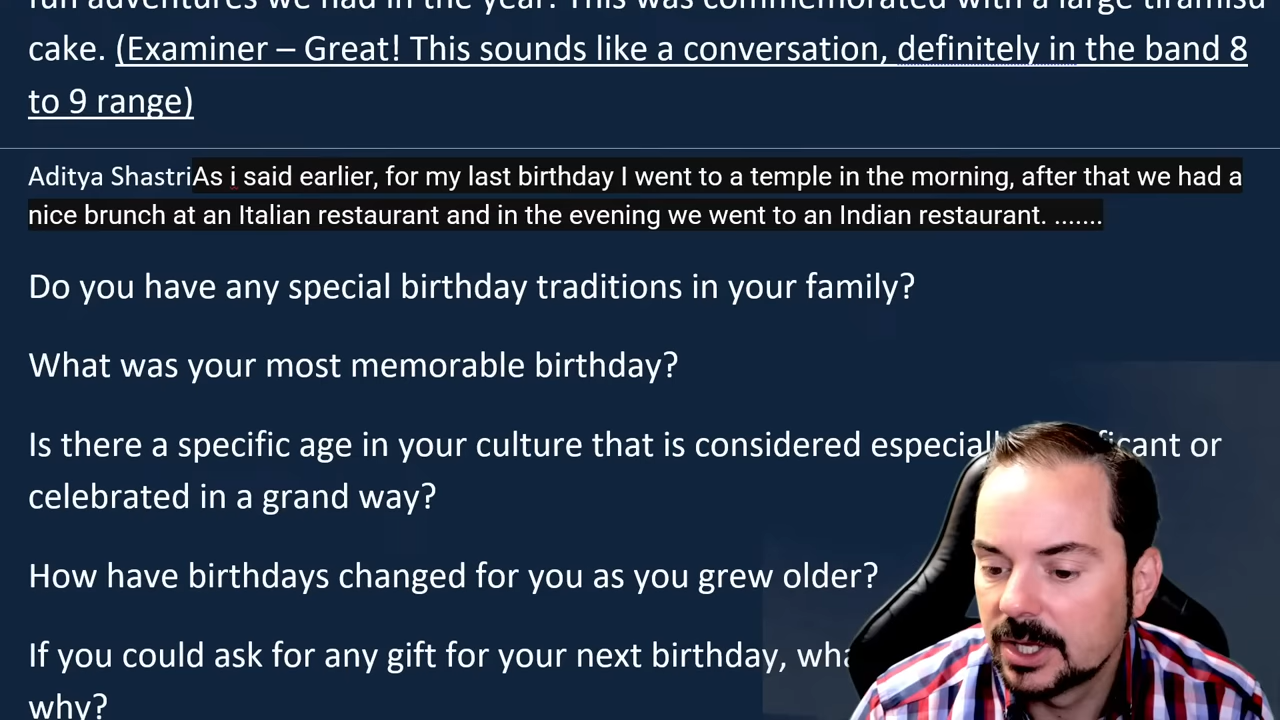 fun adventures we had in the year. This was commemorated with a large tiramisu
cake. (Examiner – Great! This sounds like a conversation, definitely in the band 8
to 9 range)
Aditya ShastriAs i said earlier, for my last birthday I went to a temple in the morning, after that we had a
nice brunch at an Italian restaurant and in the evening we went to an Indian restaurant. .......
Do you have any special birthday traditions in your family?
What was your most memorable birthday?
Is there a specific age in your culture that is considered or
celebrated in a grand way?
How have birthdays changed for you as you grew older?
If you could ask for any gift for your next birthday,
why?